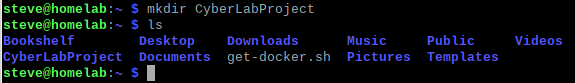 steve@homelab:~ $ mkdir CyberLabProject
steve@homelab:~ $ ls
Bookshelf Desktop Downloads Music Public Videos
CyberLabProject Documents get-docker.sh Pictures Templates
steve@homelab:~ $